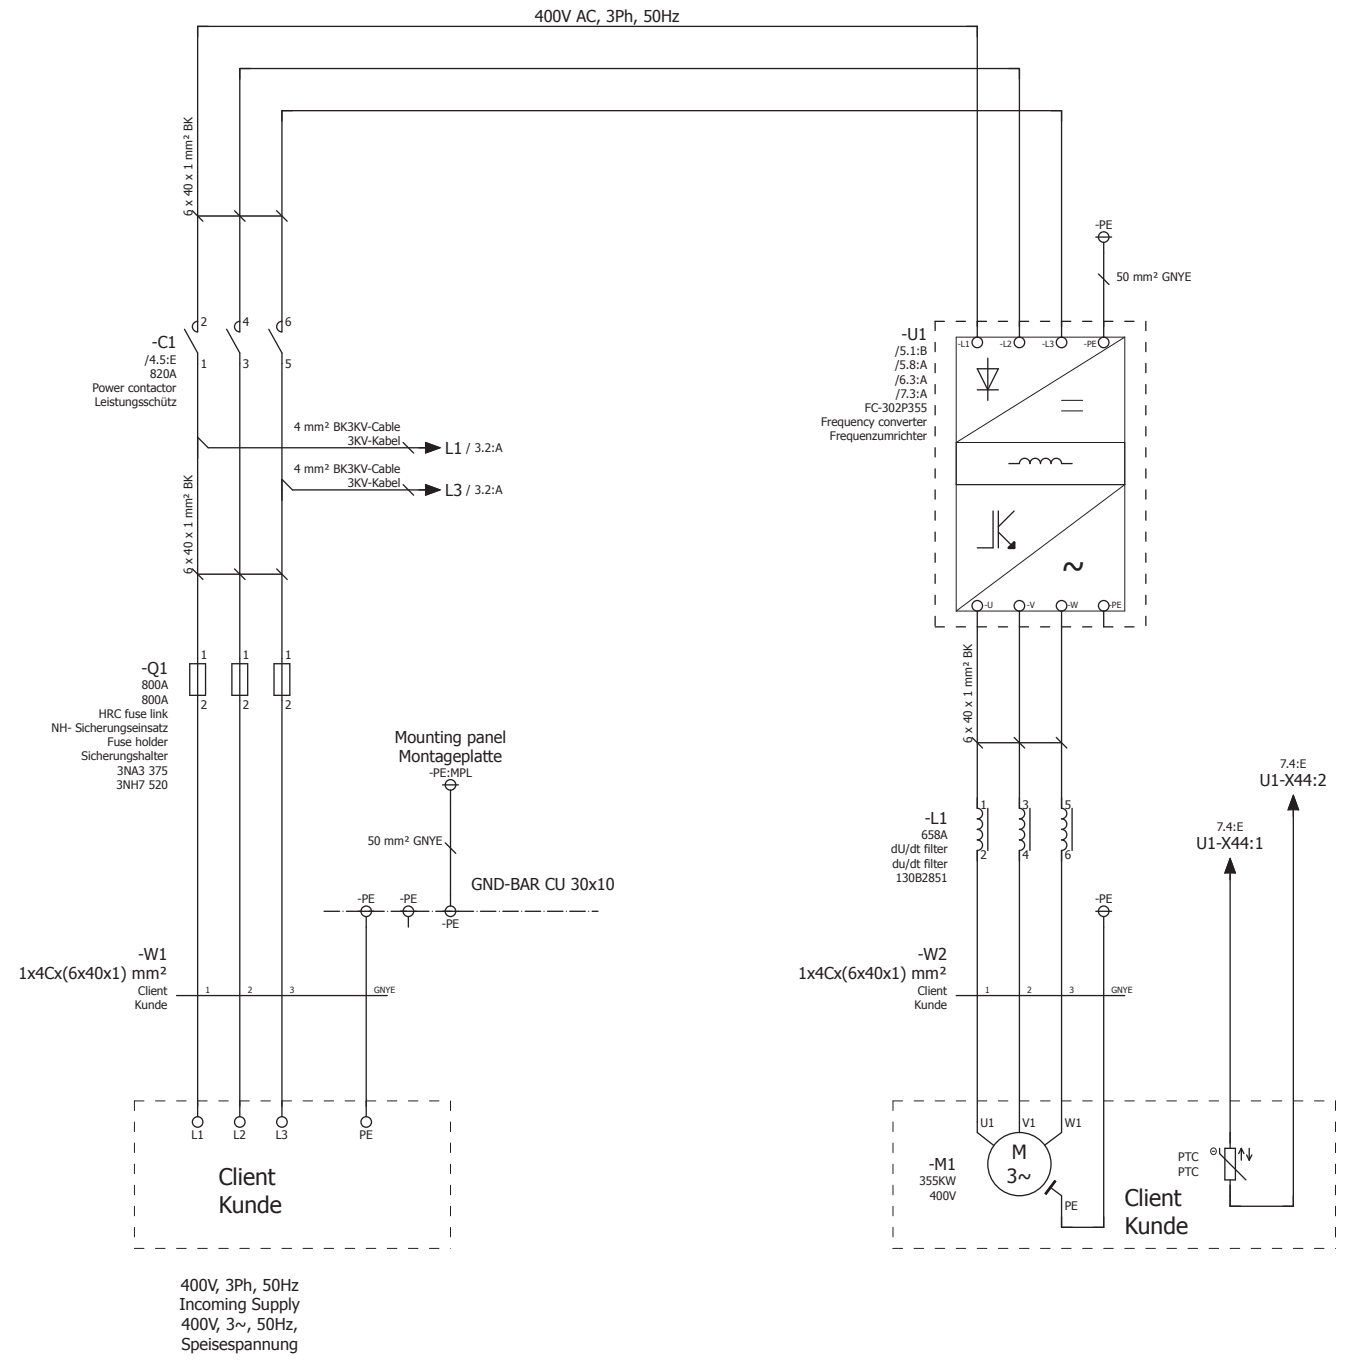 400V AC, 3Ph, 50Hz
6 x 40 x 1 mm² BK
-PE
50 mm² GNYE
2
4
6
-C1
/4.5:E
820A
Power contactor
Leistungsschütz
1
3
5
4 mm² BK3KV-Cable
3KV-Kabel
L1 / 3.2:A
4 mm² BK3KV-Cable
3KV-Kabel
L3 / 3.2:A
6 x 40 x 1 mm² BK
-U1
/5.1:B
/5.8:A
/6.3:A
/7.3:A
FC-302P355
Frequency converter
Frequenzumrichter
-L1
-L2
-L3
-PE
~
-U
-V
-W
-PE
6 x 40 x 1 mm² BK
-Q1
800A
800A
HRC fuse link
NH- Sicherungseinsatz
Fuse holder
Sicherungshalter
3NA3 375
3NH7 520
1
1
1
2
2
2
Mounting panel
Montageplatte
-PE:MPL
50 mm² GNYE
GND-BAR CU 30x10
-PE
-PE
-PE
-L1
658A
dU/dt filter
du/dt filter
130B2851
1
3
5
2
4
6
7.4:E
U1-X44:2
7.4:E
U1-X44:1
-PE
-W1
1x4Cx(6x40x1) mm²
Client
Kunde
1
2
3
GNYE
-W2
1x4Cx(6x40x1) mm²
Client
Kunde
1
2
3
GNYE
L1
L2
L3
PE
Client
Kunde
U1
V1
W1
M
3~
-M1
355KW
400V
PE
PTC
PTC
Client
Kunde
400V, 3Ph, 50Hz
Incoming Supply
400V, 3~, 50Hz,
Speisespannung